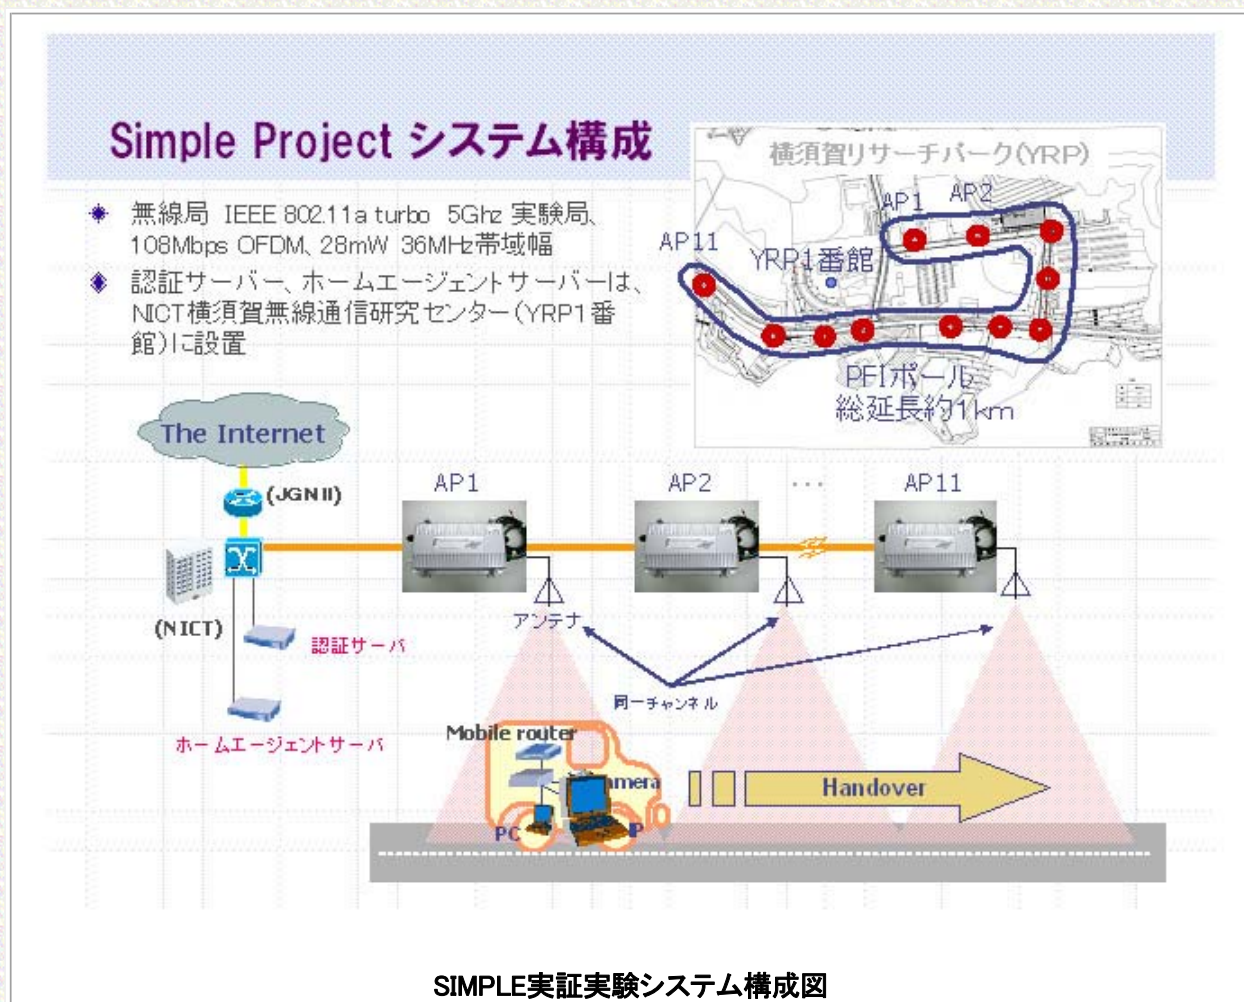 Simple Project システム構成
横須賀リサーチパーク(YRP)
AP1
AP2
AP11
YRP1番館
PFIポール
総延長約1km
無線局 IEEE 802.11a turbo 5Ghz 実験局、
108Mbps OFDM、28mW 36MHz帯域幅
認証サーバー、ホームエージェントサーバーは、
NICT横須賀無線通信研究センター(YRP1番
館)に設置
The Internet
(JGNII)
AP1
AP2
...
AP11
(NICT)
アンテナ
認証サーバ
同一チャンネル
ホームエージェントサーバ
Mobile router
amera
Handover
PC
IP
SIMPLE実証実験システム構成図